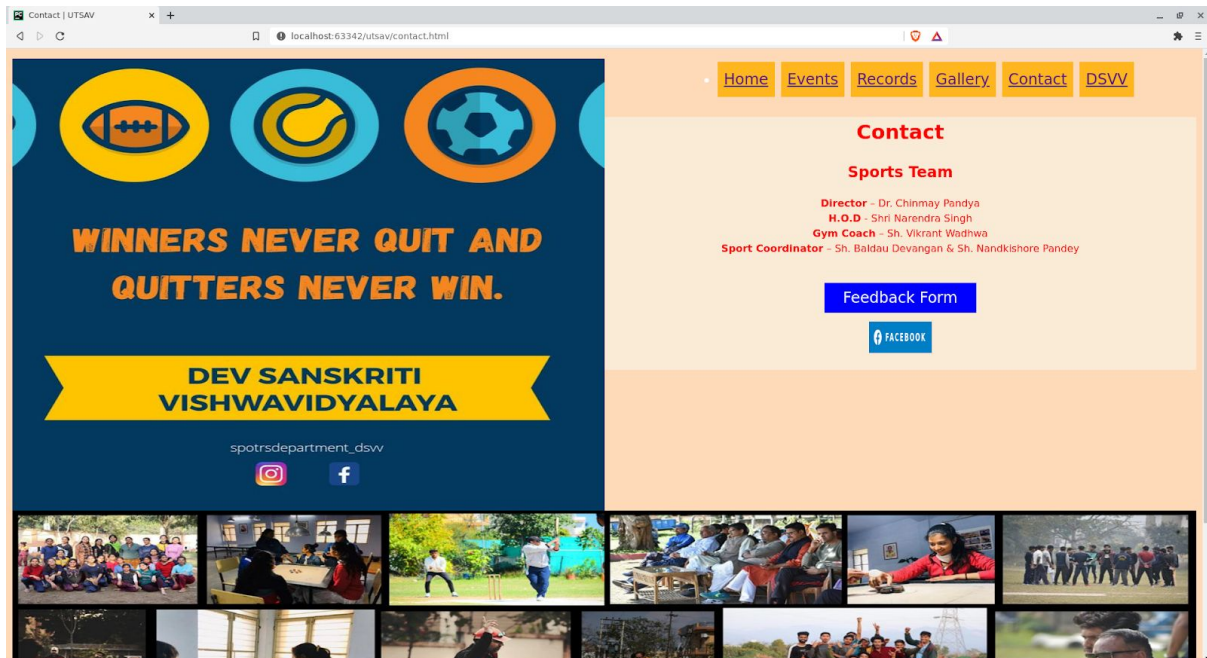 Contact | UTSAV
localhost:63342/utsav/contact.html
WINNERS NEVER QUIT AND
QUITTERS NEVER WIN.
DEV SANSKRITI
VISHWAVIDYALAYA
spotrsdepartment_dsvv
Home Events Records Gallery Contact DSVV
Contact
Sports Team
Director – Dr. Chinmay Pandya
H.O.D - Shri Narendra Singh
Gym Coach – Sh. Vikrant Wadhwa
Sport Coordinator – Sh. Baldau Devangan & Sh. Nandkishore Pandey
Feedback Form
FACEBOOK